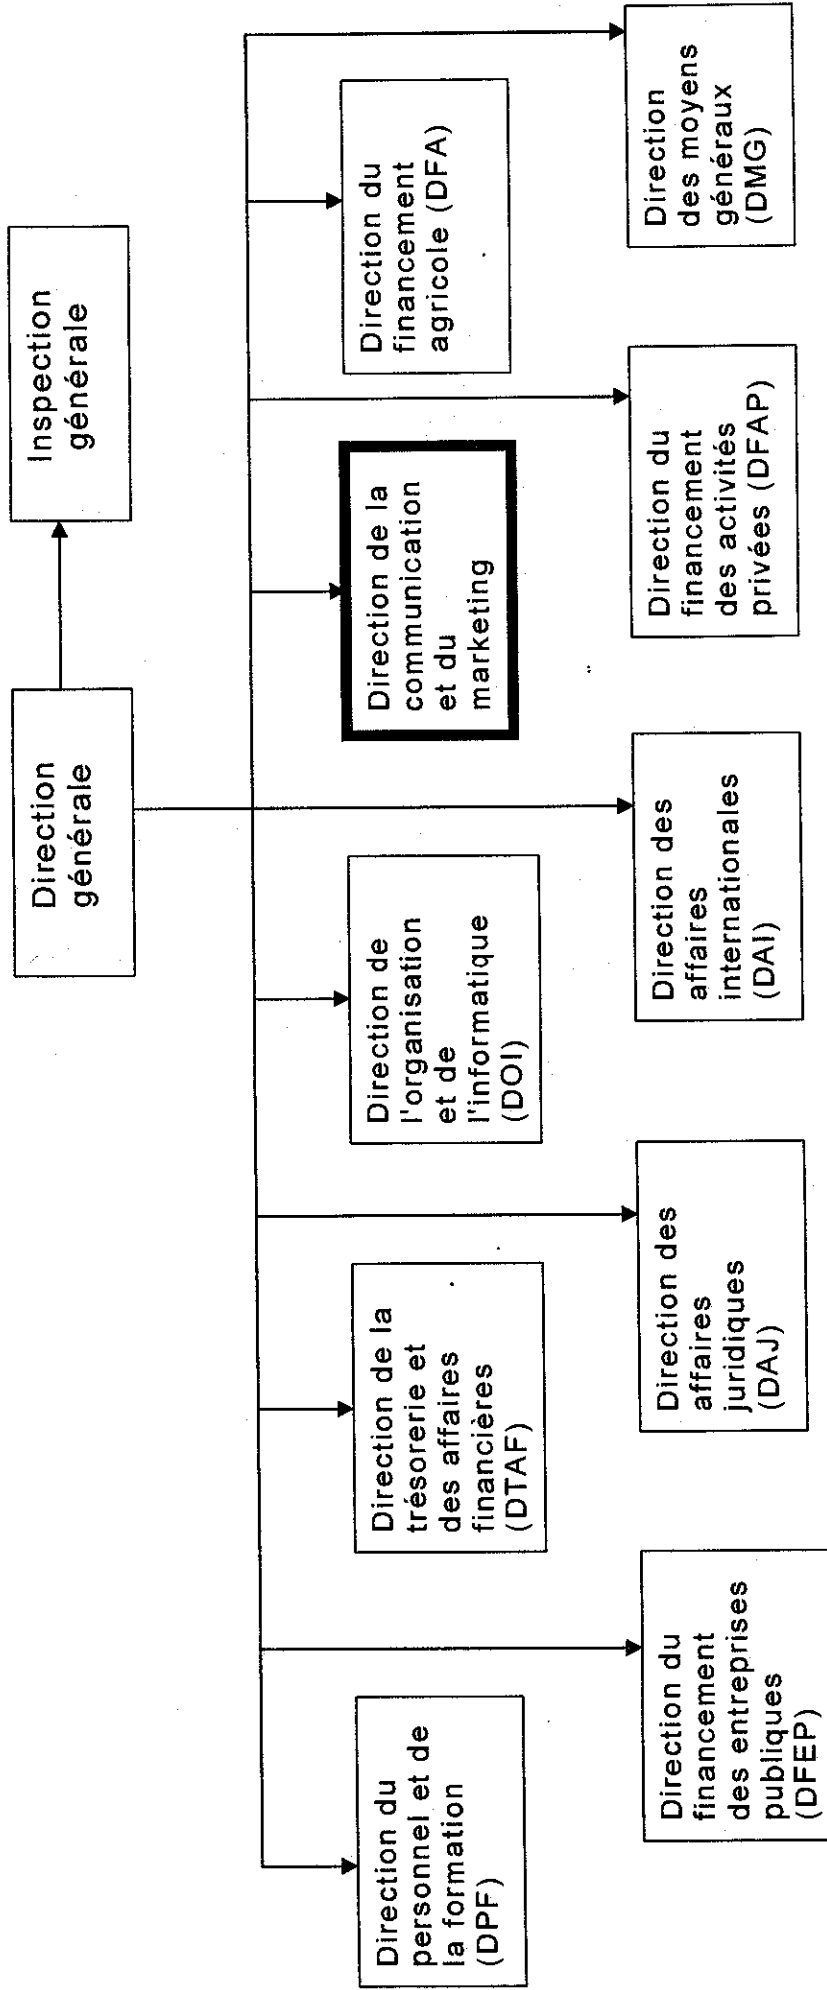 Direction
générale
Inspection
générale
Direction du
personnel et de
la formation
(DPF)
Direction de la
trésorerie et
des affaires
financières
(DTAF)
Direction de
l'organisation
et de
l'informatique
(DOI)
Direction de la
communication
et du
marketing
Direction du
financement
agricole (DFA)
Direction du
financement
des entreprises
publiques
(DFEP)
Direction des
affaires
juridiques
(DAJ)
Direction des
affaires
internationales
(DAI)
Direction du
financement
des activités
privées (DFAP)
Direction
des moyens
généraux
(DMG)